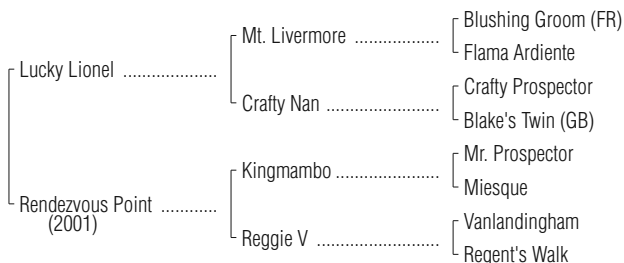 Blushing Groom (FR)
Mt. Livermore ...................
Flama Ardiente
Lucky Lionel .....................
Crafty Prospector
Crafty Nan .........................
Blake's Twin (GB)
Mr. Prospector
Kingmambo .......................
Miesque
Rendezvous Point ............
(2001)
Vanlandingham
Reggie V ...........................
Regent's Walk